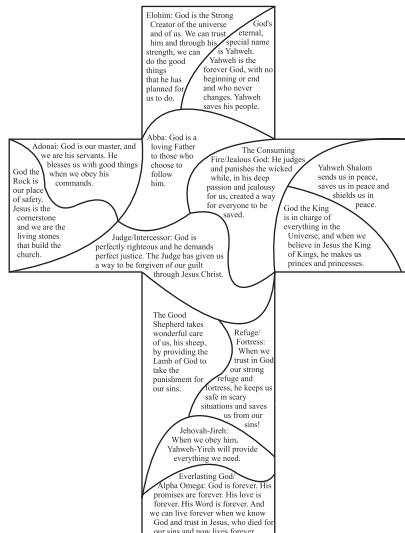 Elohim: God is the Strong
Creator of the universe
and of us. We can trust
him and through his
strength, we can
do the good
things
that he has
planned for
us to do.
God's
eternal,
special name
is Yahweh.
Yahweh is the
forever God, with no
beginning or end
and who never
changes. Yahweh
saves his people.
Adonai: God is our master, and
we are his servants. He
blesses us with good things
when we obey his
commands.
God the
Rock is
our place
of safety.
Jesus is the
cornerstone
and we are the
living stones
that build the
church.
Abba: God is a
loving Father
to those who
choose to
follow
him.
The Consuming
Fire/Jealous God: He judges
and punishes the wicked
while, in his deep
passion and jealousy
for us, created a way
for everyone to be
saved.
Yahweh Shalom
sends us in peace,
saves us in peace and
shields us in
peace.
God the King
is in charge of
everything in the
Universe, and when we
believe in Jesus the King
of Kings, he makes us
princes and princesses.
Judge/Intercessor: God is
perfectly righteous and he demands
perfect justice. The Judge has given us
a way to be forgiven of our guilt
through Jesus Christ.
The Good
Shepherd takes
wonderful care
of us, his sheep,
by providing the
Lamb of God to
take the
punishment for
our sins.
Refuge/
Fortress:
When we
trust in God
our strong
refuge and
fortress, he keeps us
safe in scary
situations and saves
us from our
sins!
Jehovah-Jireh:
When we obey him,
Yahweh-Yireh will provide
everything we need.
Everlasting God/
Alpha Omega: God is forever. His
promises are forever. His love is
forever. His Word is forever. And
we can live forever when we know
God and trust in Jesus, who died for
our sins and now lives forever